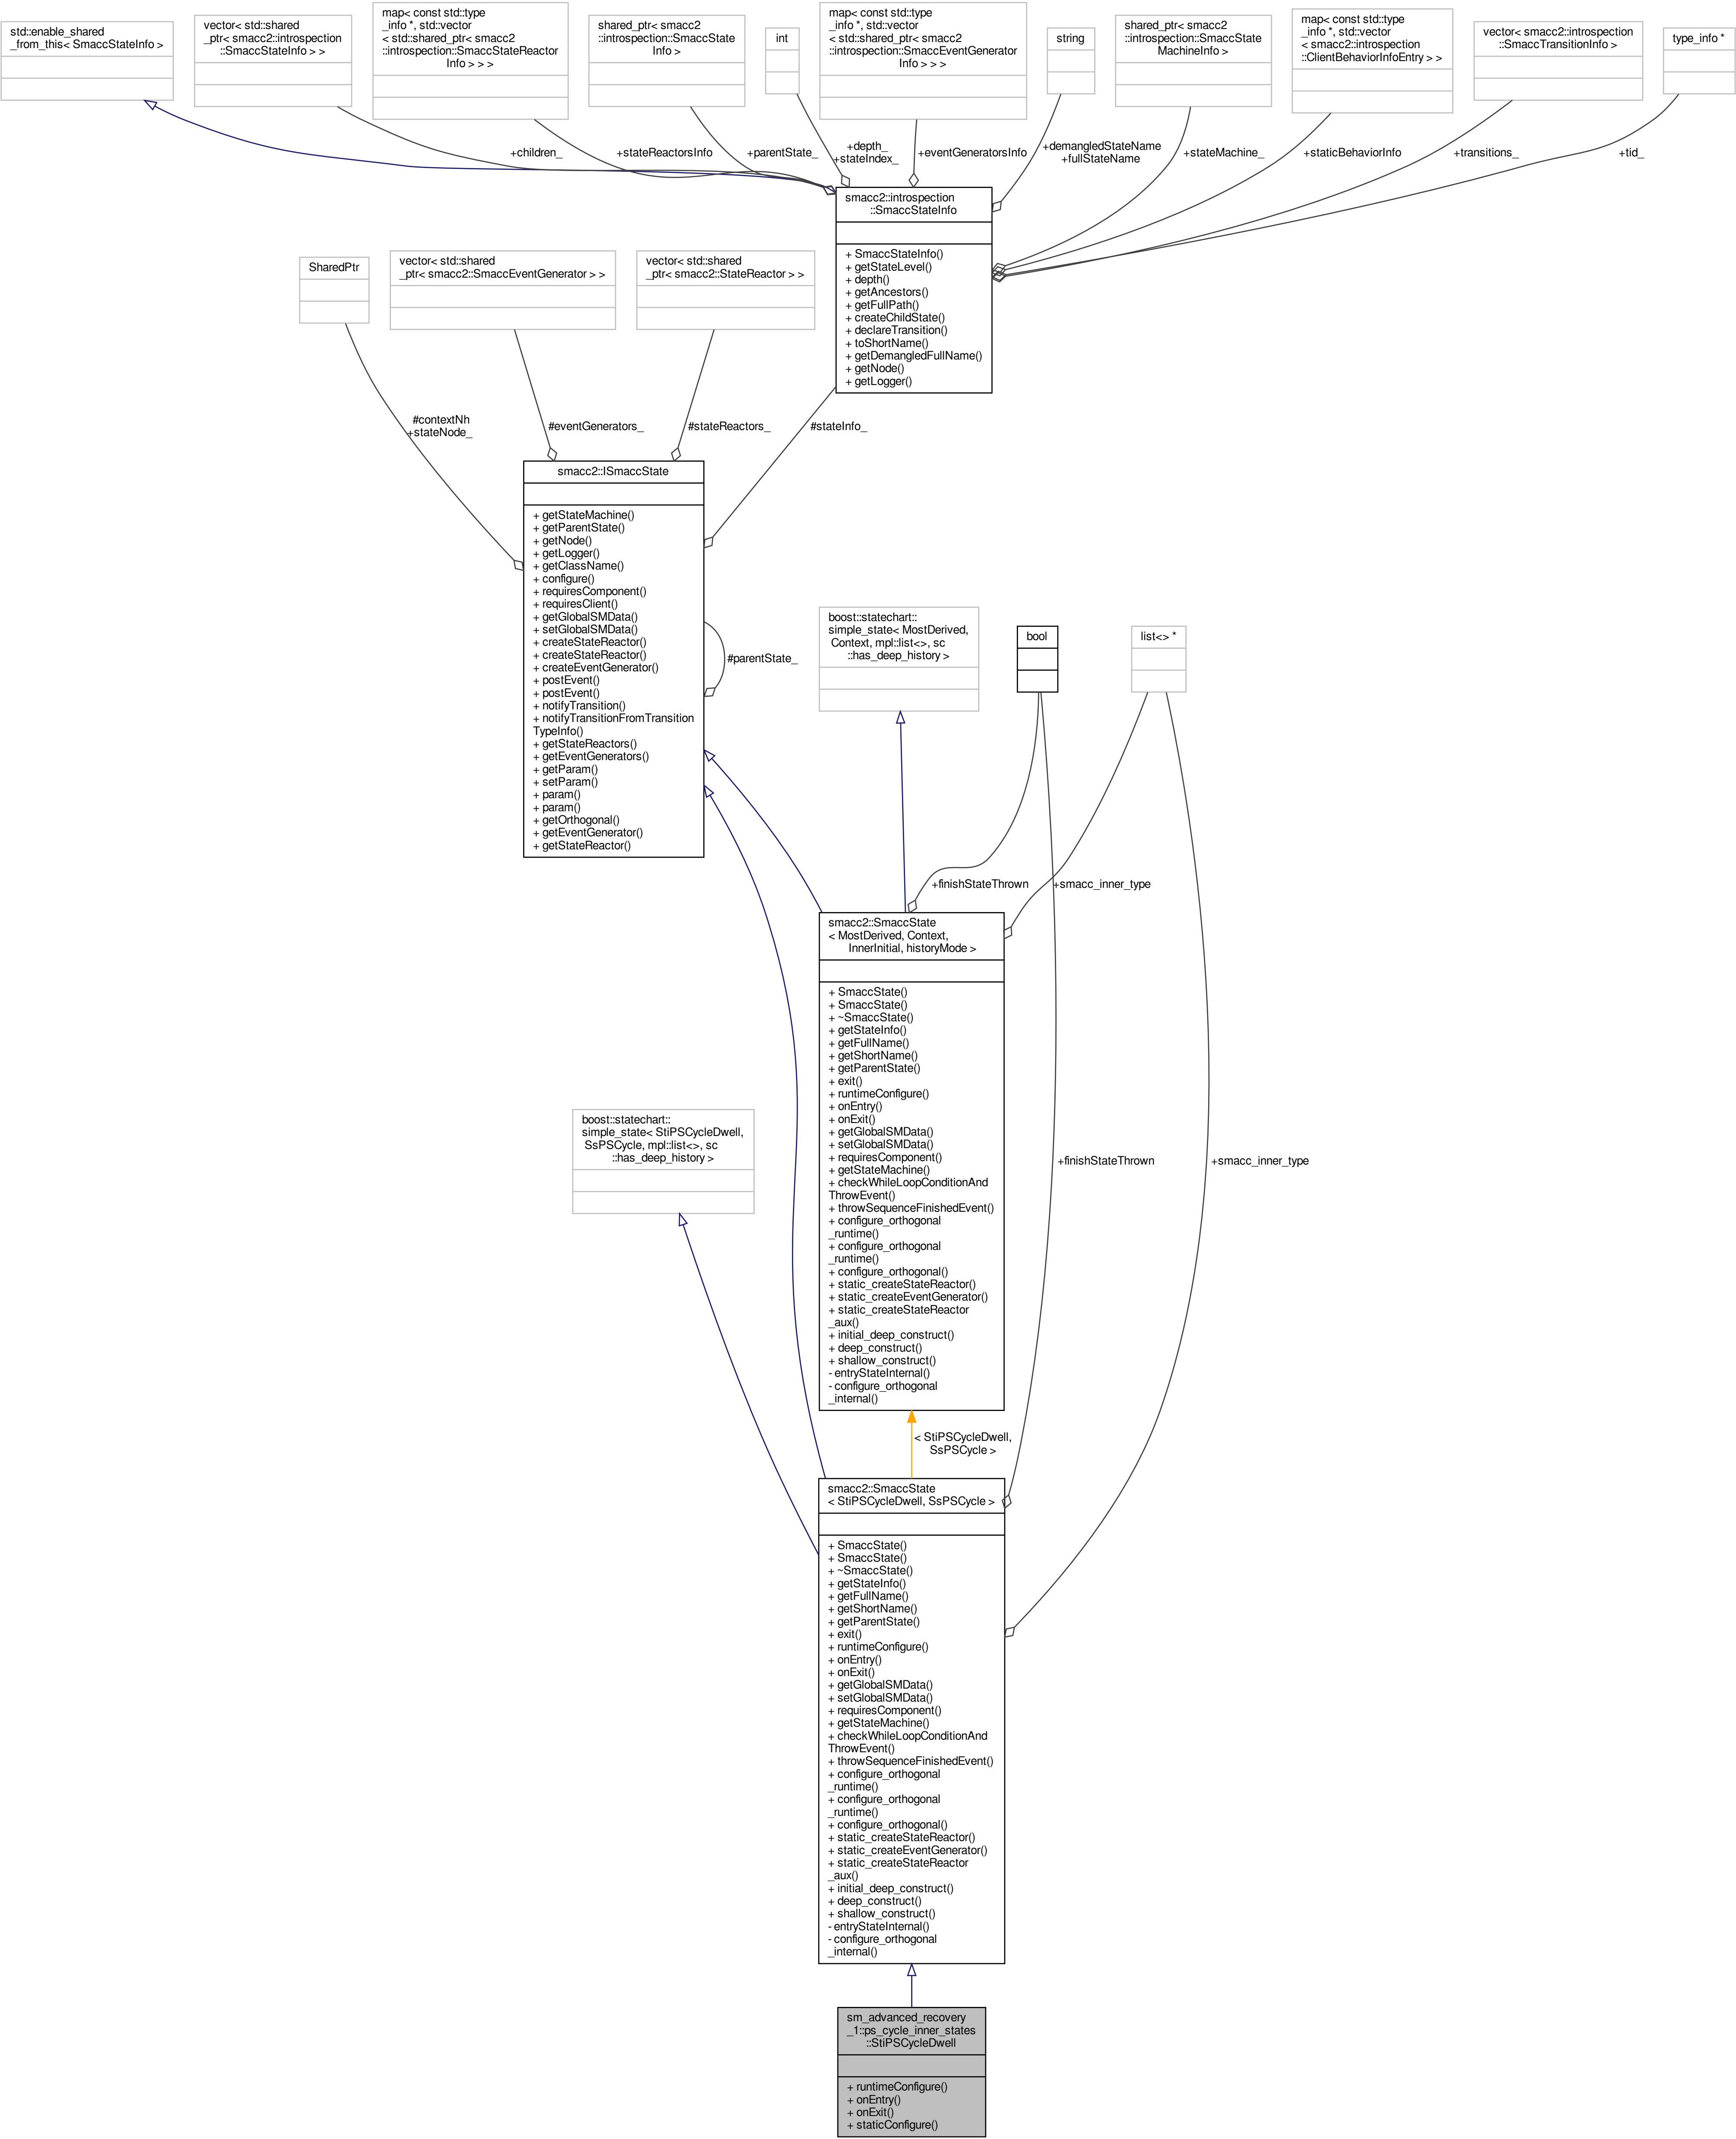 std::enable_shared
_from_this< SmaccStateInfo >
vector< std::shared
_ptr< smacc2::introspection
::SmaccStateInfo > >
map< const std::type
_info *, std::vector
< std::shared_ptr< smacc2
::introspection::SmaccStateReactor
Info > > >
shared_ptr< smacc2
::introspection::SmaccState
Info >
int
map< const std::type
_info *, std::vector
< std::shared_ptr< smacc2
::introspection::SmaccEventGenerator
Info > > >
string
shared_ptr< smacc2
::introspection::SmaccState
MachineInfo >
map< const std::type
_info *, std::vector
< smacc2::introspection
::ClientBehaviorInfoEntry > >
vector< smacc2::introspection
::SmaccTransitionInfo >
type_info *
+children_
+stateReactorsInfo
+parentState_
+depth_
+stateIndex_
+eventGeneratorsInfo
+demangledStateName
+fullStateName
+stateMachine_
+staticBehaviorInfo
+transitions_
+tid_
smacc2::introspection
::SmaccStateInfo
+ SmaccStateInfo()
+ getStateLevel()
+ depth()
+ getAncestors()
+ getFullPath()
+ createChildState()
+ declareTransition()
+ toShortName()
+ getDemangledFullName()
+ getNode()
+ getLogger()
SharedPtr
vector< std::shared
_ptr< smacc2::SmaccEventGenerator > >
vector< std::shared
_ptr< smacc2::StateReactor > >
#contextNh
+stateNode_
#eventGenerators_
#stateReactors_
#stateInfo_
smacc2::ISmaccState
+ getStateMachine()
+ getParentState()
+ getNode()
+ getLogger()
+ getClassName()
+ configure()
+ requiresComponent()
+ requiresClient()
+ getGlobalSMData()
+ setGlobalSMData()
+ createStateReactor()
+ createStateReactor()
+ createEventGenerator()
+ postEvent()
+ postEvent()
+ notifyTransition()
+ notifyTransitionFromTransition
TypeInfo()
+ getStateReactors()
+ getEventGenerators()
+ getParam()
+ setParam()
+ param()
+ param()
+ getOrthogonal()
+ getEventGenerator()
+ getStateReactor()
#parentState_
boost::statechart::
simple_state< MostDerived,
Context, mpl::list<>, sc
::has_deep_history >
bool
list<> *
+finishStateThrown
+smacc_inner_type
smacc2::SmaccState
< MostDerived, Context,
InnerInitial, historyMode >
+ SmaccState()
+ SmaccState()
+ ~SmaccState()
+ getStateInfo()
+ getFullName()
+ getShortName()
+ getParentState()
+ exit()
+ runtimeConfigure()
+ onEntry()
+ onExit()
+ getGlobalSMData()
+ setGlobalSMData()
+ requiresComponent()
+ getStateMachine()
+ checkWhileLoopConditionAnd
ThrowEvent()
+ throwSequenceFinishedEvent()
+ configure_orthogonal
_runtime()
+ configure_orthogonal
_runtime()
+ configure_orthogonal()
+ static_createStateReactor()
+ static_createEventGenerator()
+ static_createStateReactor
_aux()
+ initial_deep_construct()
+ deep_construct()
+ shallow_construct()
- entryStateInternal()
- configure_orthogonal
_internal()
boost::statechart::
simple_state< StiPSCycleDwell,
SsPSCycle, mpl::list<>, sc
::has_deep_history >
+finishStateThrown
+smacc_inner_type
< StiPSCycleDwell,
SsPSCycle >
smacc2::SmaccState
< StiPSCycleDwell, SsPSCycle >
+ SmaccState()
+ SmaccState()
+ ~SmaccState()
+ getStateInfo()
+ getFullName()
+ getShortName()
+ getParentState()
+ exit()
+ runtimeConfigure()
+ onEntry()
+ onExit()
+ getGlobalSMData()
+ setGlobalSMData()
+ requiresComponent()
+ getStateMachine()
+ checkWhileLoopConditionAnd
ThrowEvent()
+ throwSequenceFinishedEvent()
+ configure_orthogonal
_runtime()
+ configure_orthogonal
_runtime()
+ configure_orthogonal()
+ static_createStateReactor()
+ static_createEventGenerator()
+ static_createStateReactor
_aux()
+ initial_deep_construct()
+ deep_construct()
+ shallow_construct()
- entryStateInternal()
- configure_orthogonal
_internal()
sm_advanced_recovery
_1::ps_cycle_inner_states
::StiPSCycleDwell
+ runtimeConfigure()
+ onEntry()
+ onExit()
+ staticConfigure()